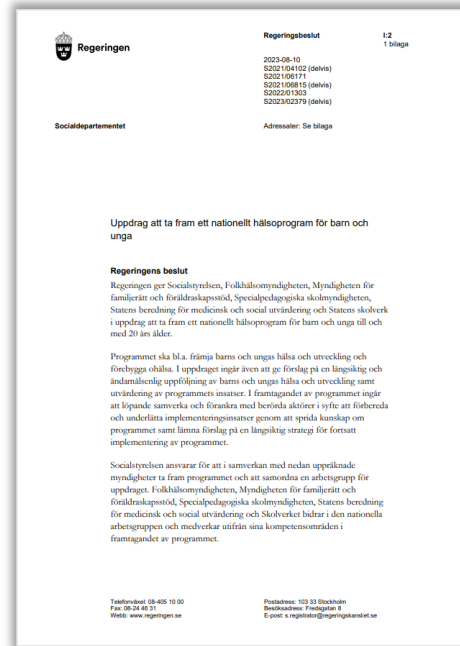 Regeringen
Regeringsbeslut
I:2
1 bilaga
2023-08-10
S2021/04102 (delvis)
S2021/06171
S2021/06815 (delvis)
S2022/01303
S2023/02379 (delvis)
Socialdepartementet
Adressater: Se bilaga
Uppdrag att ta fram ett nationellt hälsoprogram för barn och
unga
Regeringens beslut
Regeringen ger Socialstyrelsen, Folkhälsomyndigheten, Myndigheten för
familjerätt och föräldraskapsstöd, Specialpedagogiska skolmyndigheten,
Statens beredning för medicinsk och social utvärdering och Statens skolverk
i uppdrag att ta fram ett nationellt hälsoprogram för barn och unga till och
med 20 års ålder.
Programmet ska bl.a. främja barns och ungas hälsa och utveckling och
förebygga ohälsa. I uppdraget ingår även att ge förslag på en långsiktig och
ändamålsenlig uppföljning av barns och ungas hälsa och utveckling samt
utvärdering av programmets insatser. I framtagandet av programmet ingår
att löpande samverka och förankra med berörda aktörer i syfte att förbereda
och underlätta implementeringsinsatser genom att sprida kunskap om
programmet samt lämna förslag på en långsiktig strategi för fortsatt
implementering av programmet.
Socialstyrelsen ansvarar för att i samverkan med nedan uppräknade
myndigheter ta fram programmet och att samordna en arbetsgrupp för
uppdraget. Folkhälsomyndigheten, Myndigheten för familjerätt och
föräldraskapsstöd, Specialpedagogiska skolmyndigheten, Statens beredning
för medicinsk och social utvärdering och Skolverket bidrar i den nationella
arbetsgruppen och medverkar utifrån sina kompetensområden i
framtagandet av programmet.
Telefonväxel: 08-405 10 00
Fax: 08-24 46 31
Webb: www.regeringen.se
Postadress: 103 33 Stockholm
Besöksadress: Fredsgatan 8
E-post: s.registrator@regeringskansliet.se